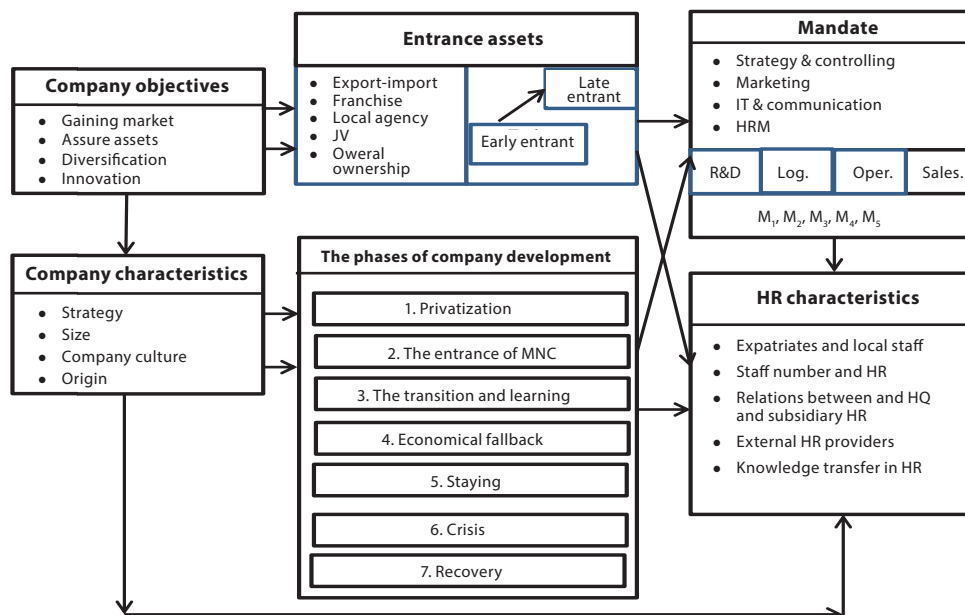 Company objectives
● Gaining market
● Assure assets
● Diversification
● Innovation
Entrance assets
● Export-import
● Franchise
● Local agency
● JV
● Oweral
ownership
Late
entrant
Early entrant
Mandate
● Strategy & controlling
● Marketing
● IT & communication
● HRM
R&D
Log.
Oper.
Sales.
M1, M2, M3, M4, M5
Company characteristics
● Strategy
● Size
● Company culture
● Origin
The phases of company development
1. Privatization
2. The entrance of MNC
3. The transition and learning
4. Economical fallback
5. Staying
6. Crisis
7. Recovery
HR characteristics
● Expatriates and local staff
● Staff number and HR
● Relations between and HQ
and subsidiary HR
● External HR providers
● Knowledge transfer in HR